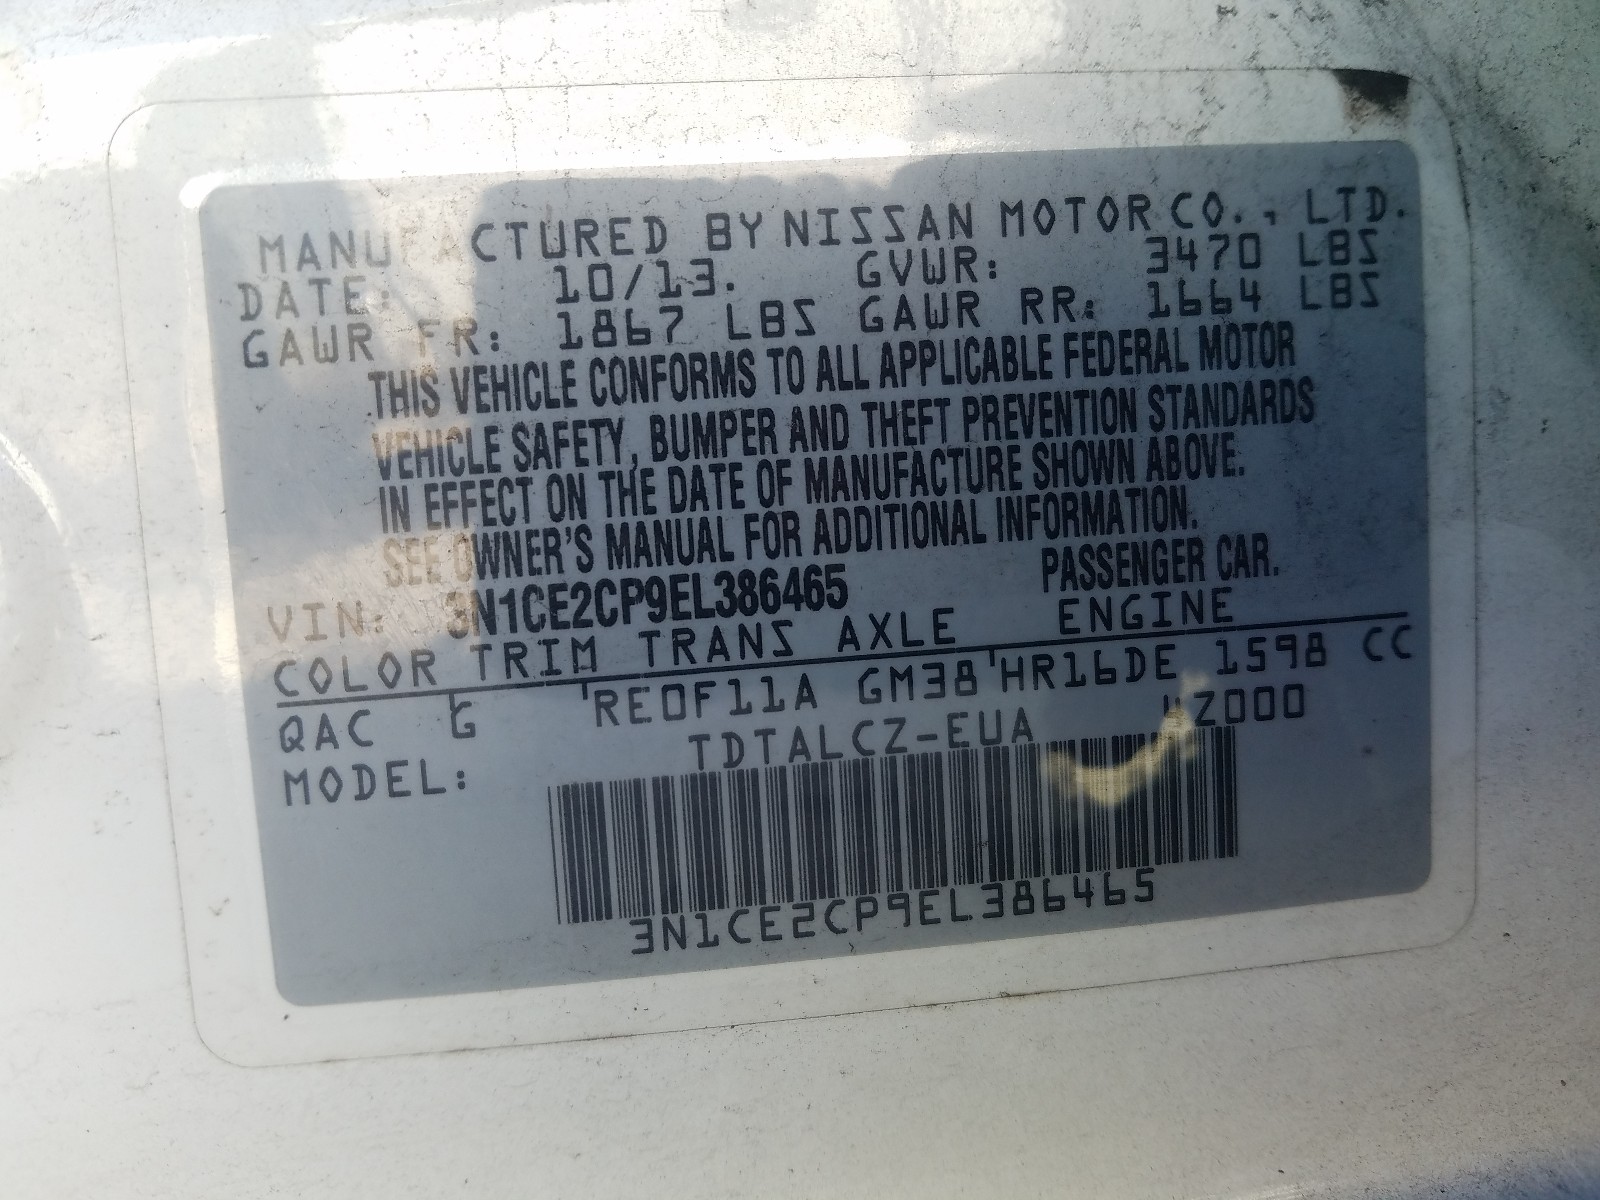 MANUFACTURED BY NISSAN MOTOR CO., LTD.
DATE: 10/13. GVWR: 3470 LBS
GAWR FR: 1867 LBS GAWR RR: 1664 LBS
THIS VEHICLE CONFORMS TO ALL APPLICABLE FEDERAL MOTOR
VEHICLE SAFETY, BUMPER AND THEFT PREVENTION STANDARDS
IN EFFECT ON THE DATE OF MANUFACTURE SHOWN ABOVE.
SEE OWNER'S MANUAL FOR ADDITIONAL INFORMATION.
VIN: 3N1CE2CP9EL386465 PASSENGER CAR.
COLOR TRIM TRANS AXLE ENGINE
QAC G 'RE0F11A GM38 'HR16DE 1598 CC
MODEL: TDTALCZ-EUA
3N1CE2CP9EL386465